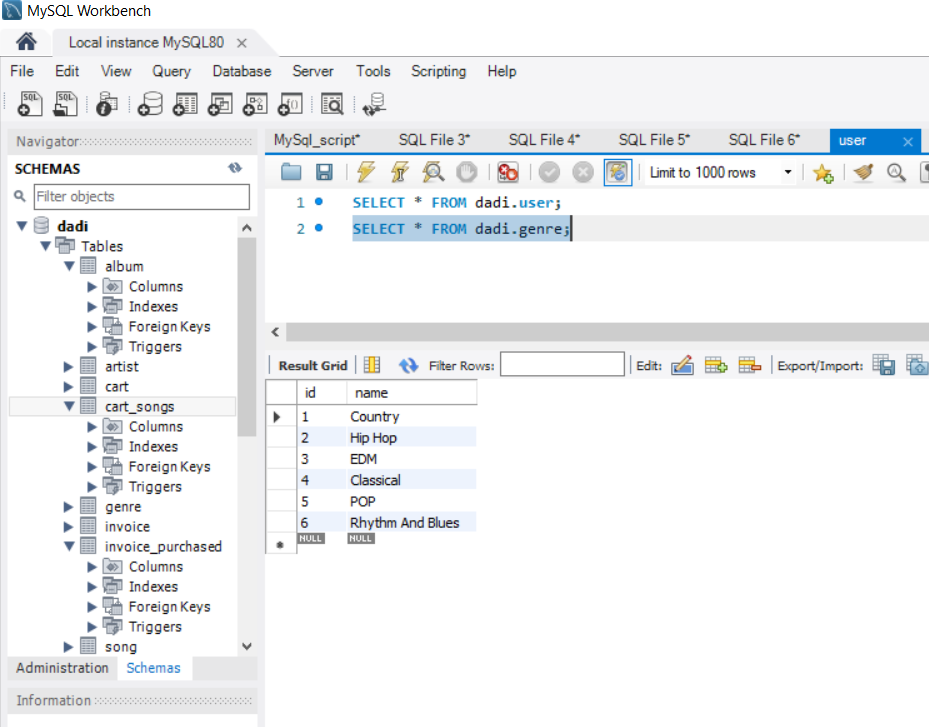 MySQL Workbench
Local instance MySQL80
File Edit View Query Database Server Tools Scripting Help
Navigator
SCHEMAS
Filter objects
dadi
Tables
album
Columns
Indexes
Foreign Keys
Triggers
artist
cart
cart_songs
Columns
Indexes
Foreign Keys
Triggers
genre
invoice
invoice_purchased
Columns
Indexes
Foreign Keys
Triggers
song
Administration Schemas
Information
MySql_script* SQL File 3* SQL File 4* SQL File 5* SQL File 6* user
Limit to 1000 rows
1 SELECT * FROM dadi.user;
2 SELECT * FROM dadi.genre;
Result Grid Filter Rows: Edit: Export/Import:
id name
1 Country
2 Hip Hop
3 EDM
4 Classical
5 POP
6 Rhythm And Blues
NULL NULL